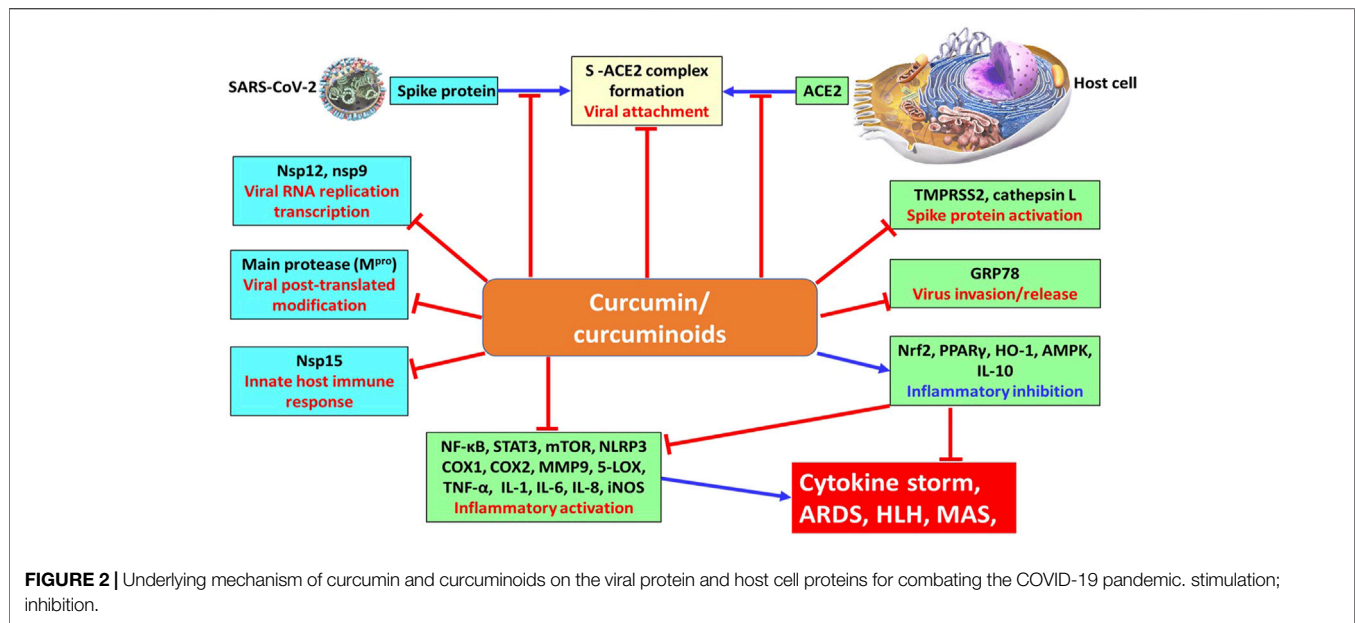 SARS-CoV-2
Spike protein
S -ACE2 complex
formation
Viral attachment
ACE2
Host cell
Nsp12, nsp9
Viral RNA replication
transcription
TMPRSS2, cathepsin L
Spike protein activation
Main protease (Mᵖʳᵒ)
Viral post-translated
modification
GRP78
Virus invasion/release
Curcumin/
curcuminoids
Nsp15
Innate host immune
response
Nrf2, PPARγ, HO-1, AMPK,
IL-10
Inflammatory inhibition
NF-κB, STAT3, mTOR, NLRP3
COX1, COX2, MMP9, 5-LOX,
TNF-α, IL-1, IL-6, IL-8, iNOS
Inflammatory activation
Cytokine storm,
ARDS, HLH, MAS,
FIGURE 2 | Underlying mechanism of curcumin and curcuminoids on the viral protein and host cell proteins for combating the COVID-19 pandemic. stimulation;
inhibition.